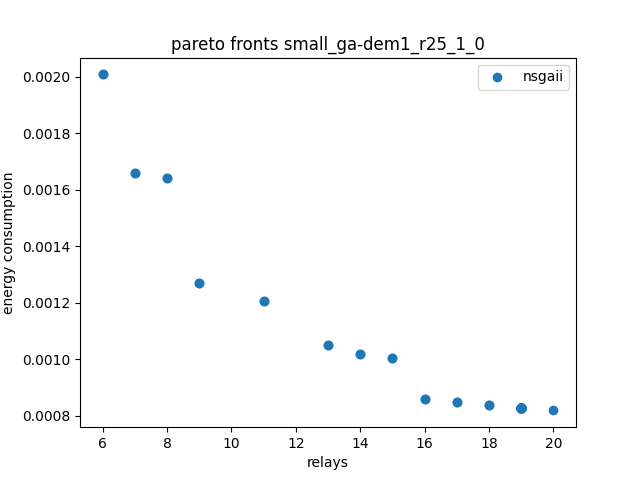 pareto fronts small_ga-dem1_r25_1_0
nsgaii
energy consumption
0.0020
0.0018
0.0016
0.0014
0.0012
0.0010
0.0008
6 8 10 12 14 16 18 20
relays